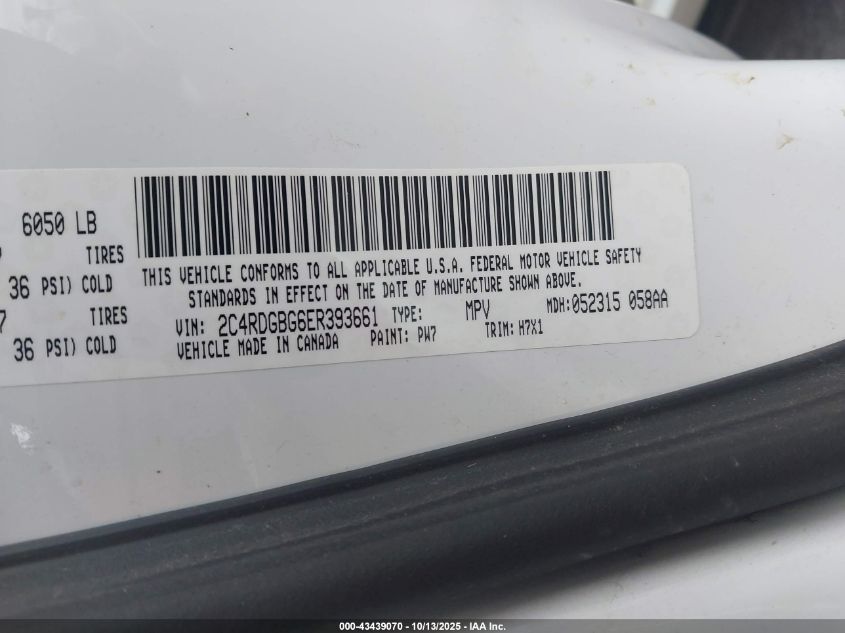 6050 LB
TIRES
36 PSI) COLD
7 TIRES
36 PSI) COLD
THIS VEHICLE CONFORMS TO ALL APPLICABLE U.S.A. FEDERAL MOTOR VEHICLE SAFETY
STANDARDS IN EFFECT ON THE DATE OF MANUFACTURE SHOWN ABOVE.
VIN: 2C4RDGBG6ER393661 TYPE: MPV MDH:052315 058AA
VEHICLE MADE IN CANADA PAINT: PW7 TRIM: H7X1
000-43439070 - 10/13/2025 - IAA Inc.